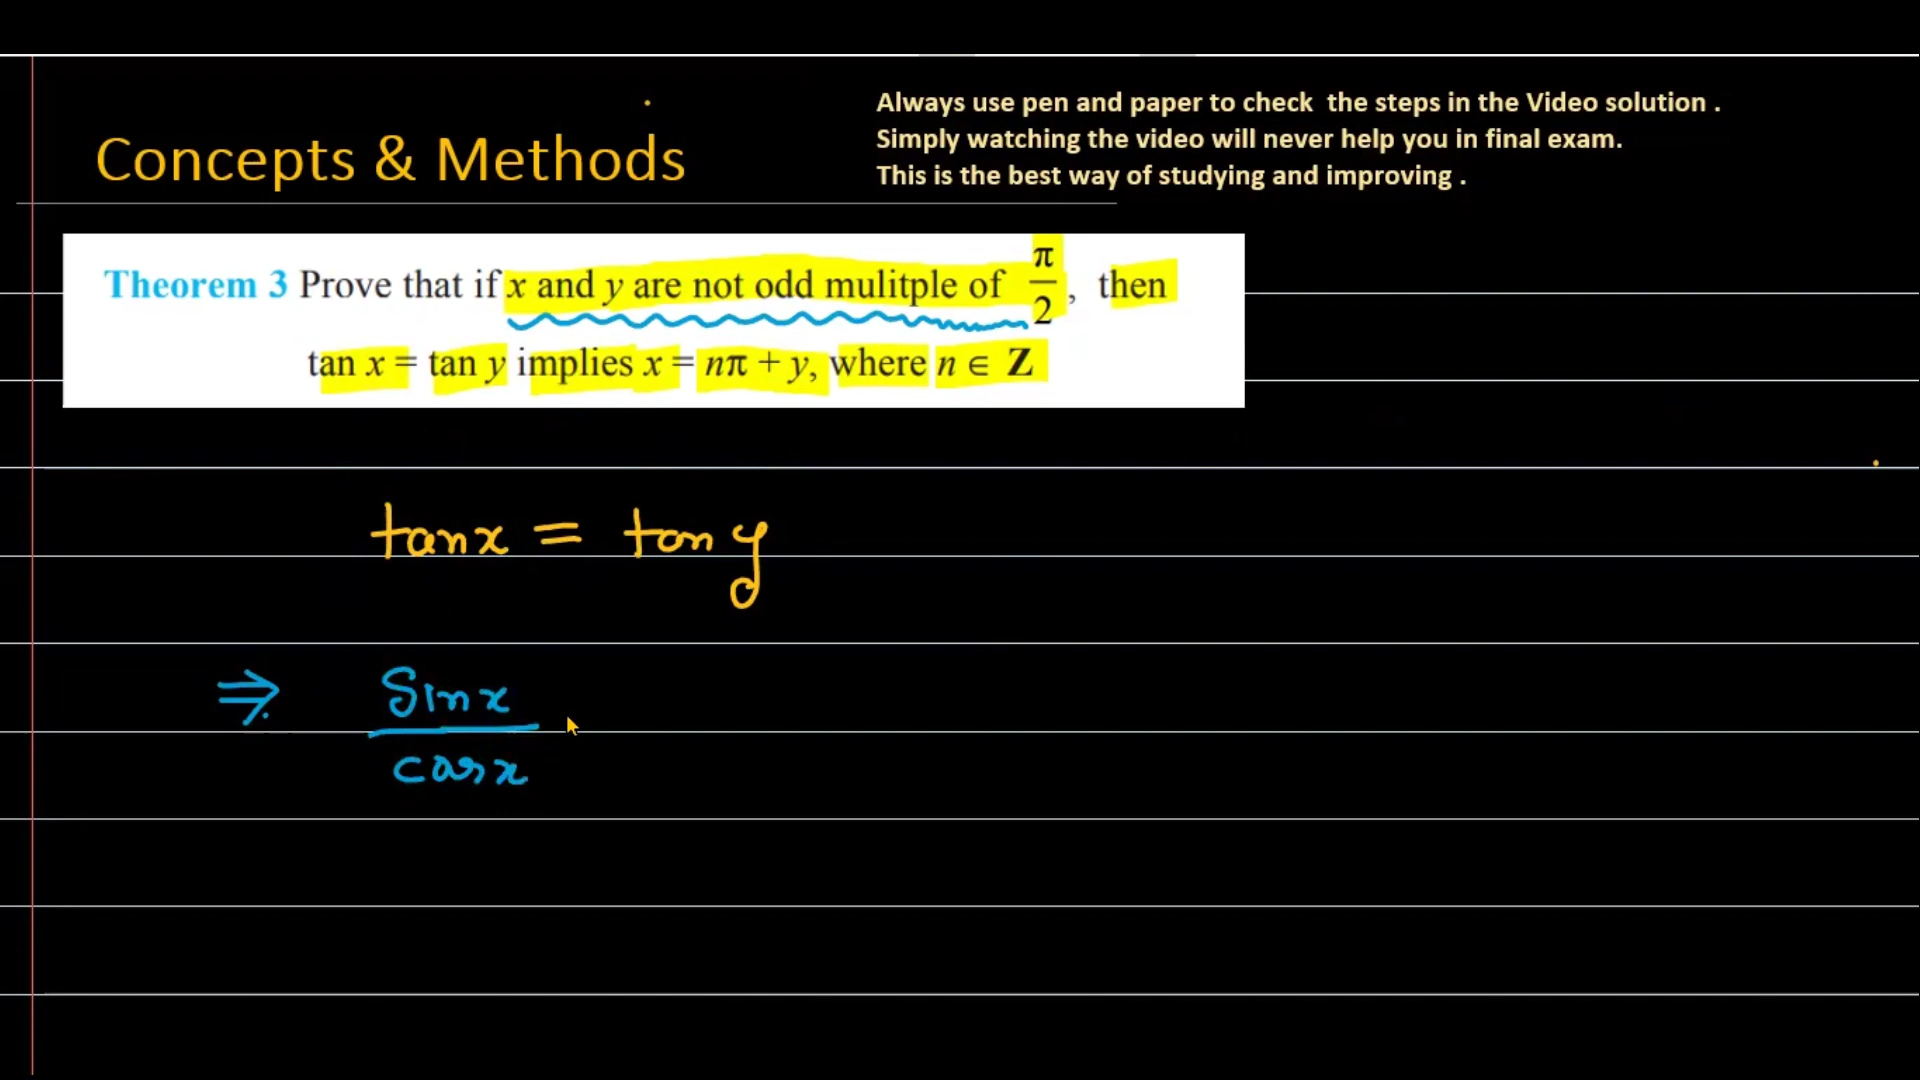 Always use pen and paper to check the steps in the Video solution .
Simply watching the video will never help you in final exam.
This is the best way of studying and improving .
Concepts & Methods
Theorem 3 Prove that if x and y are not odd mulitple of π/2, then
tan x = tan y implies x = nπ + y, where n ∈ Z
tanx = tan y
⇒ Sinx
cosx